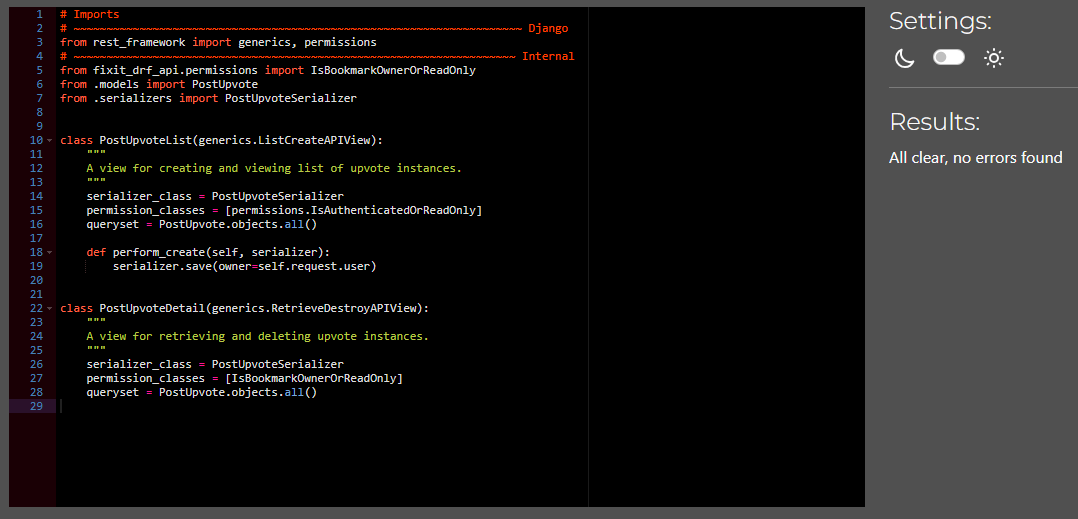 1 # Imports
2 # ~~~~~~~~~~~~~~~~~~~~~~~~~~~~~~~~~~~~~~~~~~~~~~~~~~~~~~~~~~~~~~~~~~~~ Django
3 from rest_framework import generics, permissions
4 # ~~~~~~~~~~~~~~~~~~~~~~~~~~~~~~~~~~~~~~~~~~~~~~~~~~~~~~~~~~~~~~~~~~~ Internal
5 from fixit_drf_api.permissions import IsBookmarkOwnerOrReadOnly
6 from .models import PostUpvote
7 from .serializers import PostUpvoteSerializer
8
9
10 class PostUpvoteList(generics.ListCreateAPIView):
11     """
12     A view for creating and viewing list of upvote instances.
13     """
14     serializer_class = PostUpvoteSerializer
15     permission_classes = [permissions.IsAuthenticatedOrReadOnly]
16     queryset = PostUpvote.objects.all()
17
18     def perform_create(self, serializer):
19         serializer.save(owner=self.request.user)
20
21
22 class PostUpvoteDetail(generics.RetrieveDestroyAPIView):
23     """
24     A view for retrieving and deleting upvote instances.
25     """
26     serializer_class = PostUpvoteSerializer
27     permission_classes = [IsBookmarkOwnerOrReadOnly]
28     queryset = PostUpvote.objects.all()
29
Settings:
Results:
All clear, no errors found